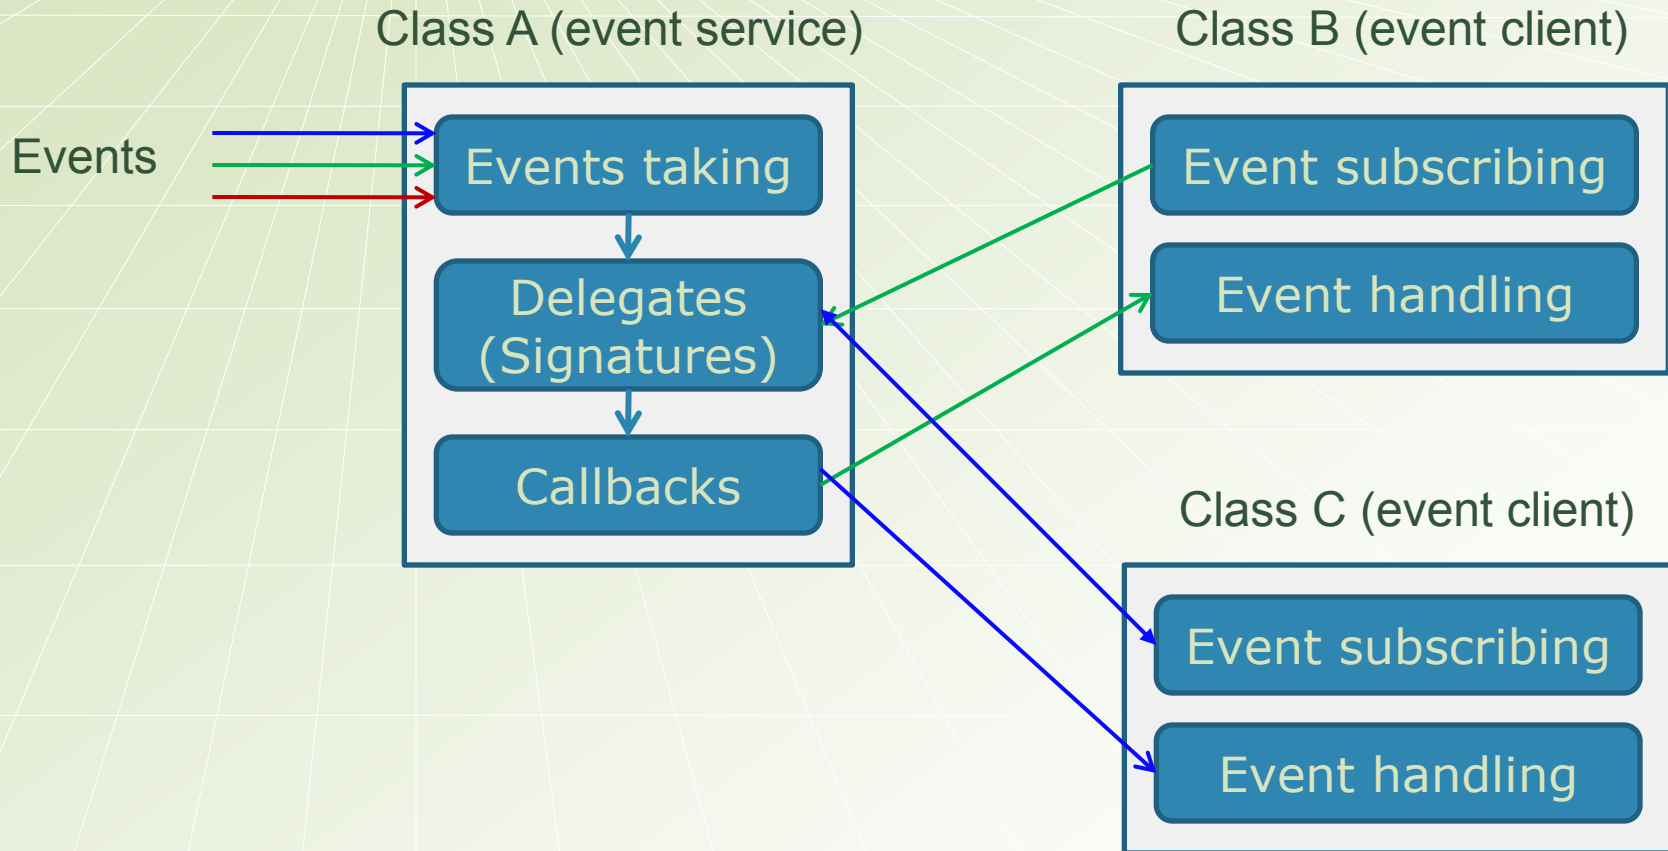 Class A (event service)
Class B (event client)
Events
Events taking
Delegates
(Signatures)
Callbacks
Event subscribing
Event handling
Class C (event client)
Event subscribing
Event handling